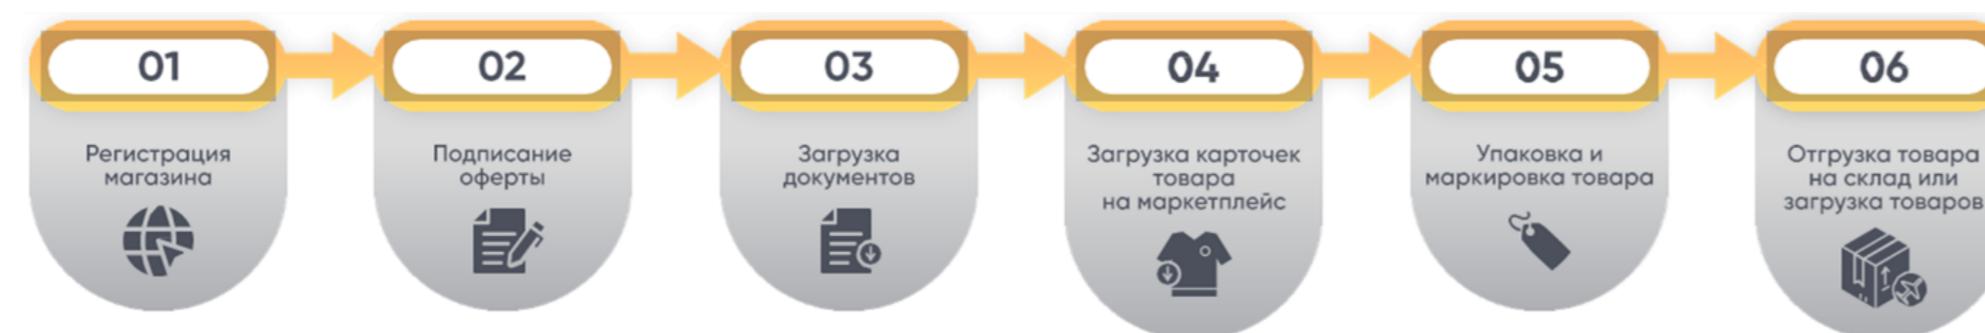 01
Регистрация
магазина
02
Подписание
оферты
03
Загрузка
документов
04
Загрузка карточек
товара
на маркетплейс
05
Упаковка и
маркировка товара
06
Отгрузка товара
на склад или
загрузка товаров